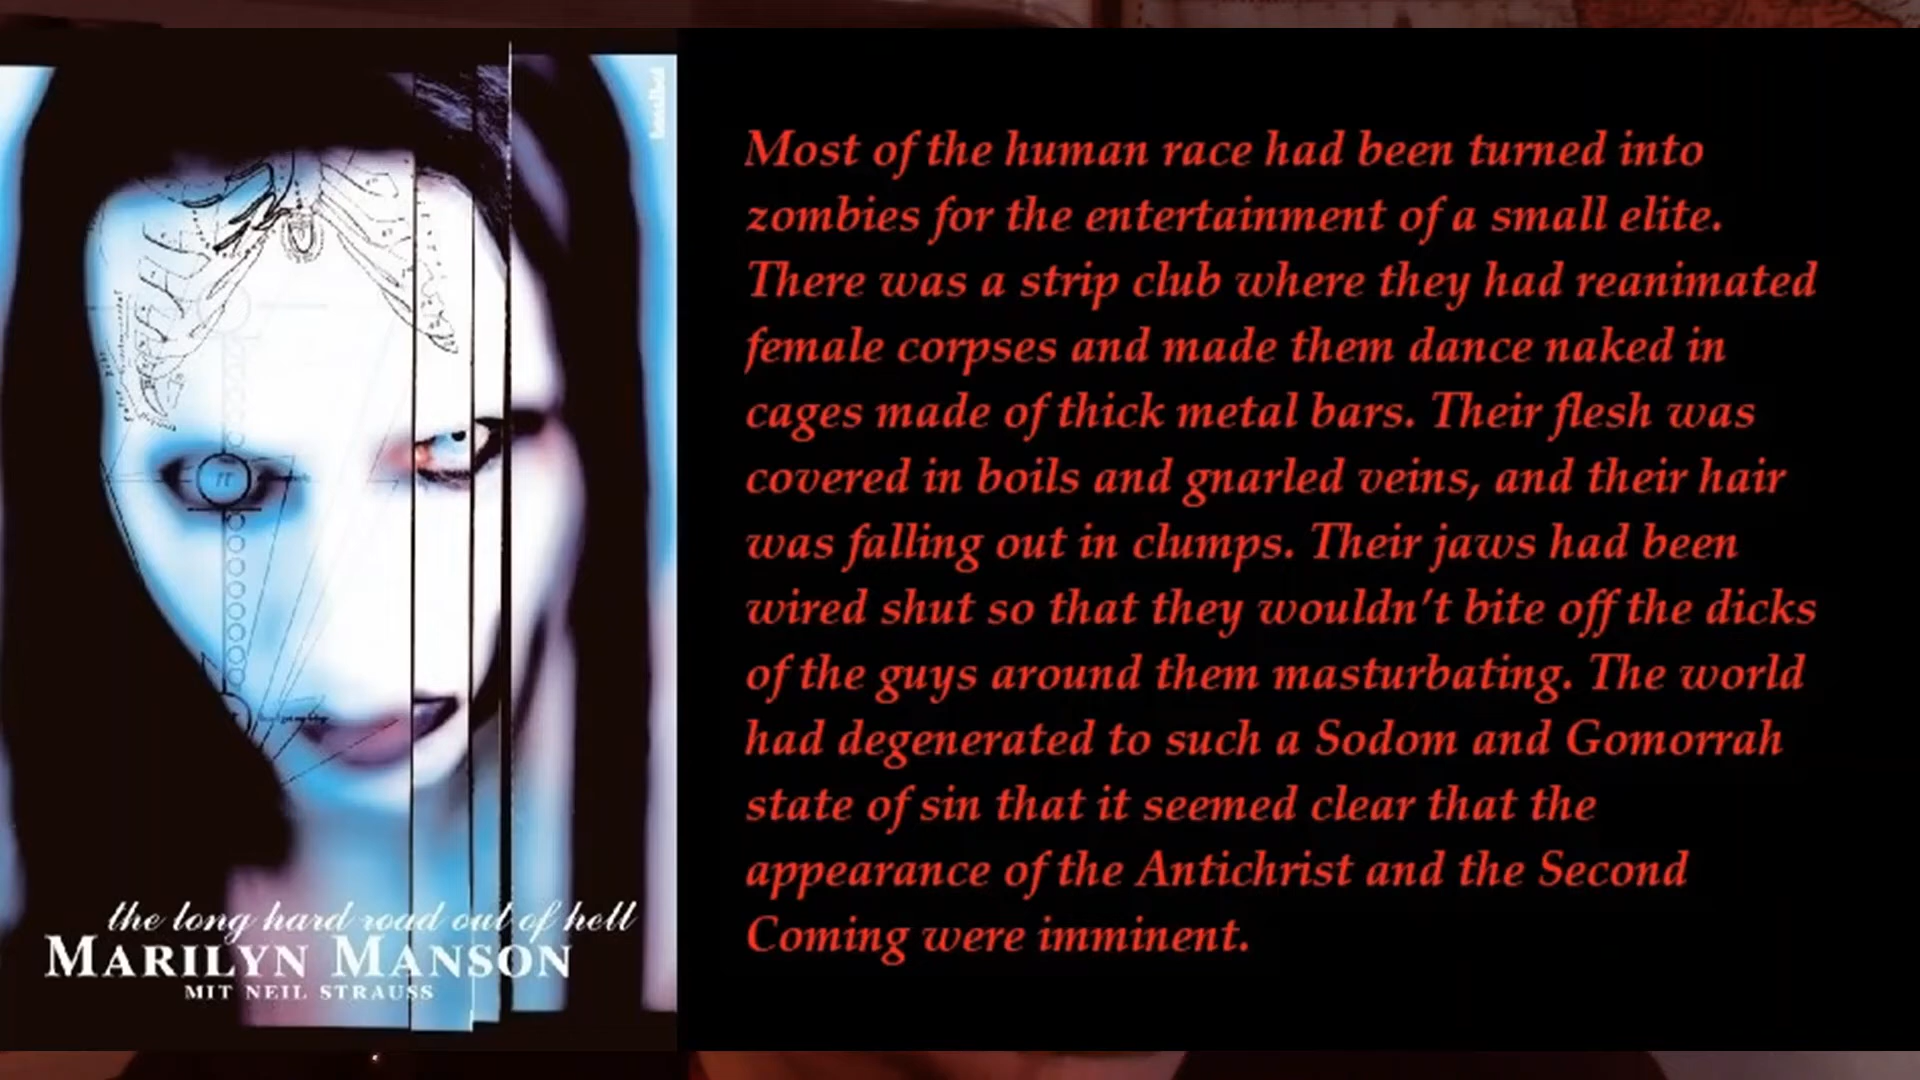 the long hard road out of hell
MARILYN MANSON
MIT NEIL STRAUSS
Most of the human race had been turned into
zombies for the entertainment of a small elite.
There was a strip club where they had reanimated
female corpses and made them dance naked in
cages made of thick metal bars. Their flesh was
covered in boils and gnarled veins, and their hair
was falling out in clumps. Their jaws had been
wired shut so that they wouldn’t bite off the dicks
of the guys around them masturbating. The world
had degenerated to such a Sodom and Gomorrah
state of sin that it seemed clear that the
appearance of the Antichrist and the Second
Coming were imminent.